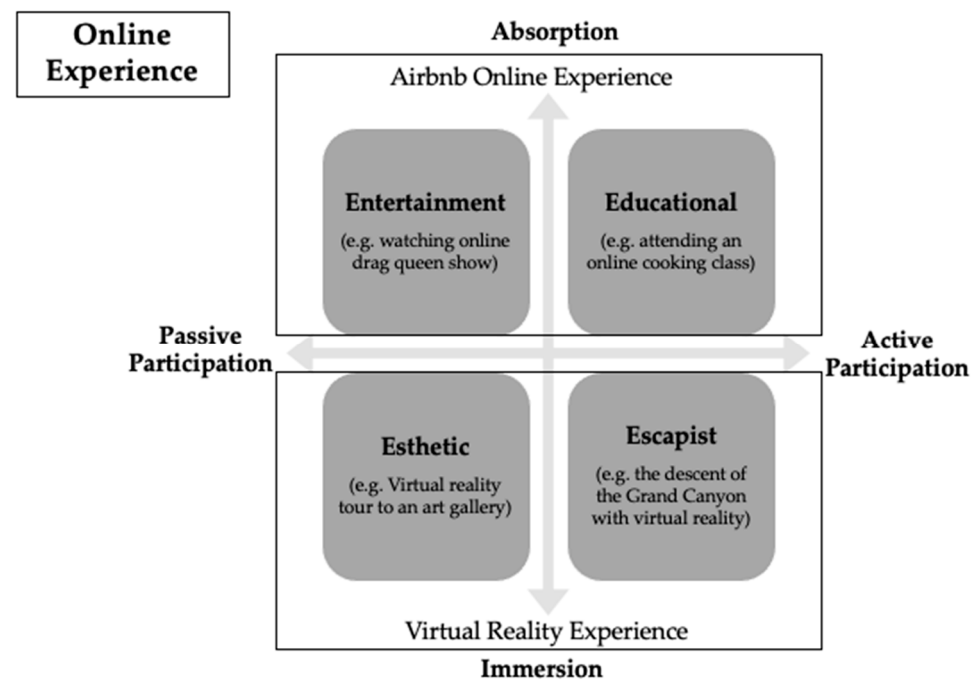 Online
Experience
Absorption
Airbnb Online Experience
Entertainment
(e.g. watching online
drag queen show)
Educational
(e.g. attending an
online cooking class)
Passive
Participation
Active
Participation
Esthetic
(e.g. Virtual reality
tour to an art gallery)
Escapist
(e.g. the descent of
the Grand Canyon
with virtual reality)
Virtual Reality Experience
Immersion